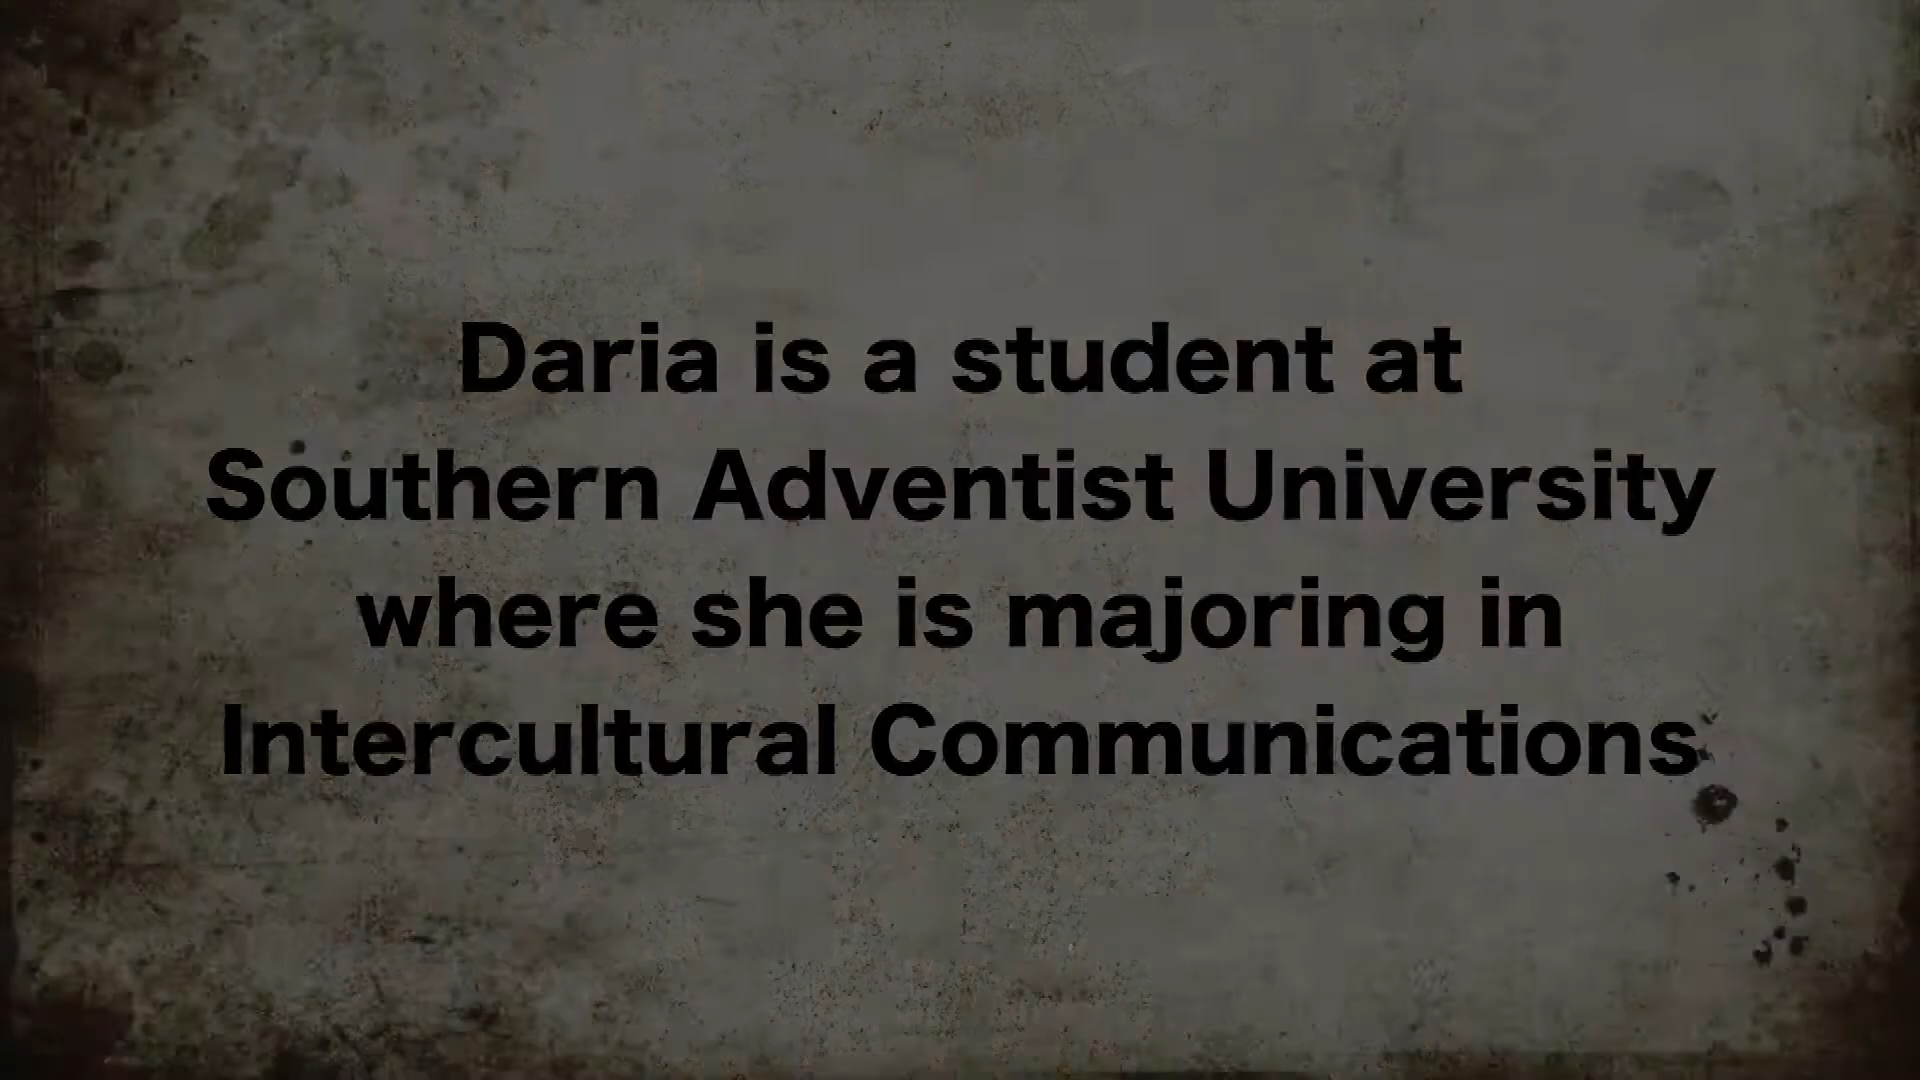 Daria is a student at
Southern Adventist University
where she is majoring in
Intercultural Communications